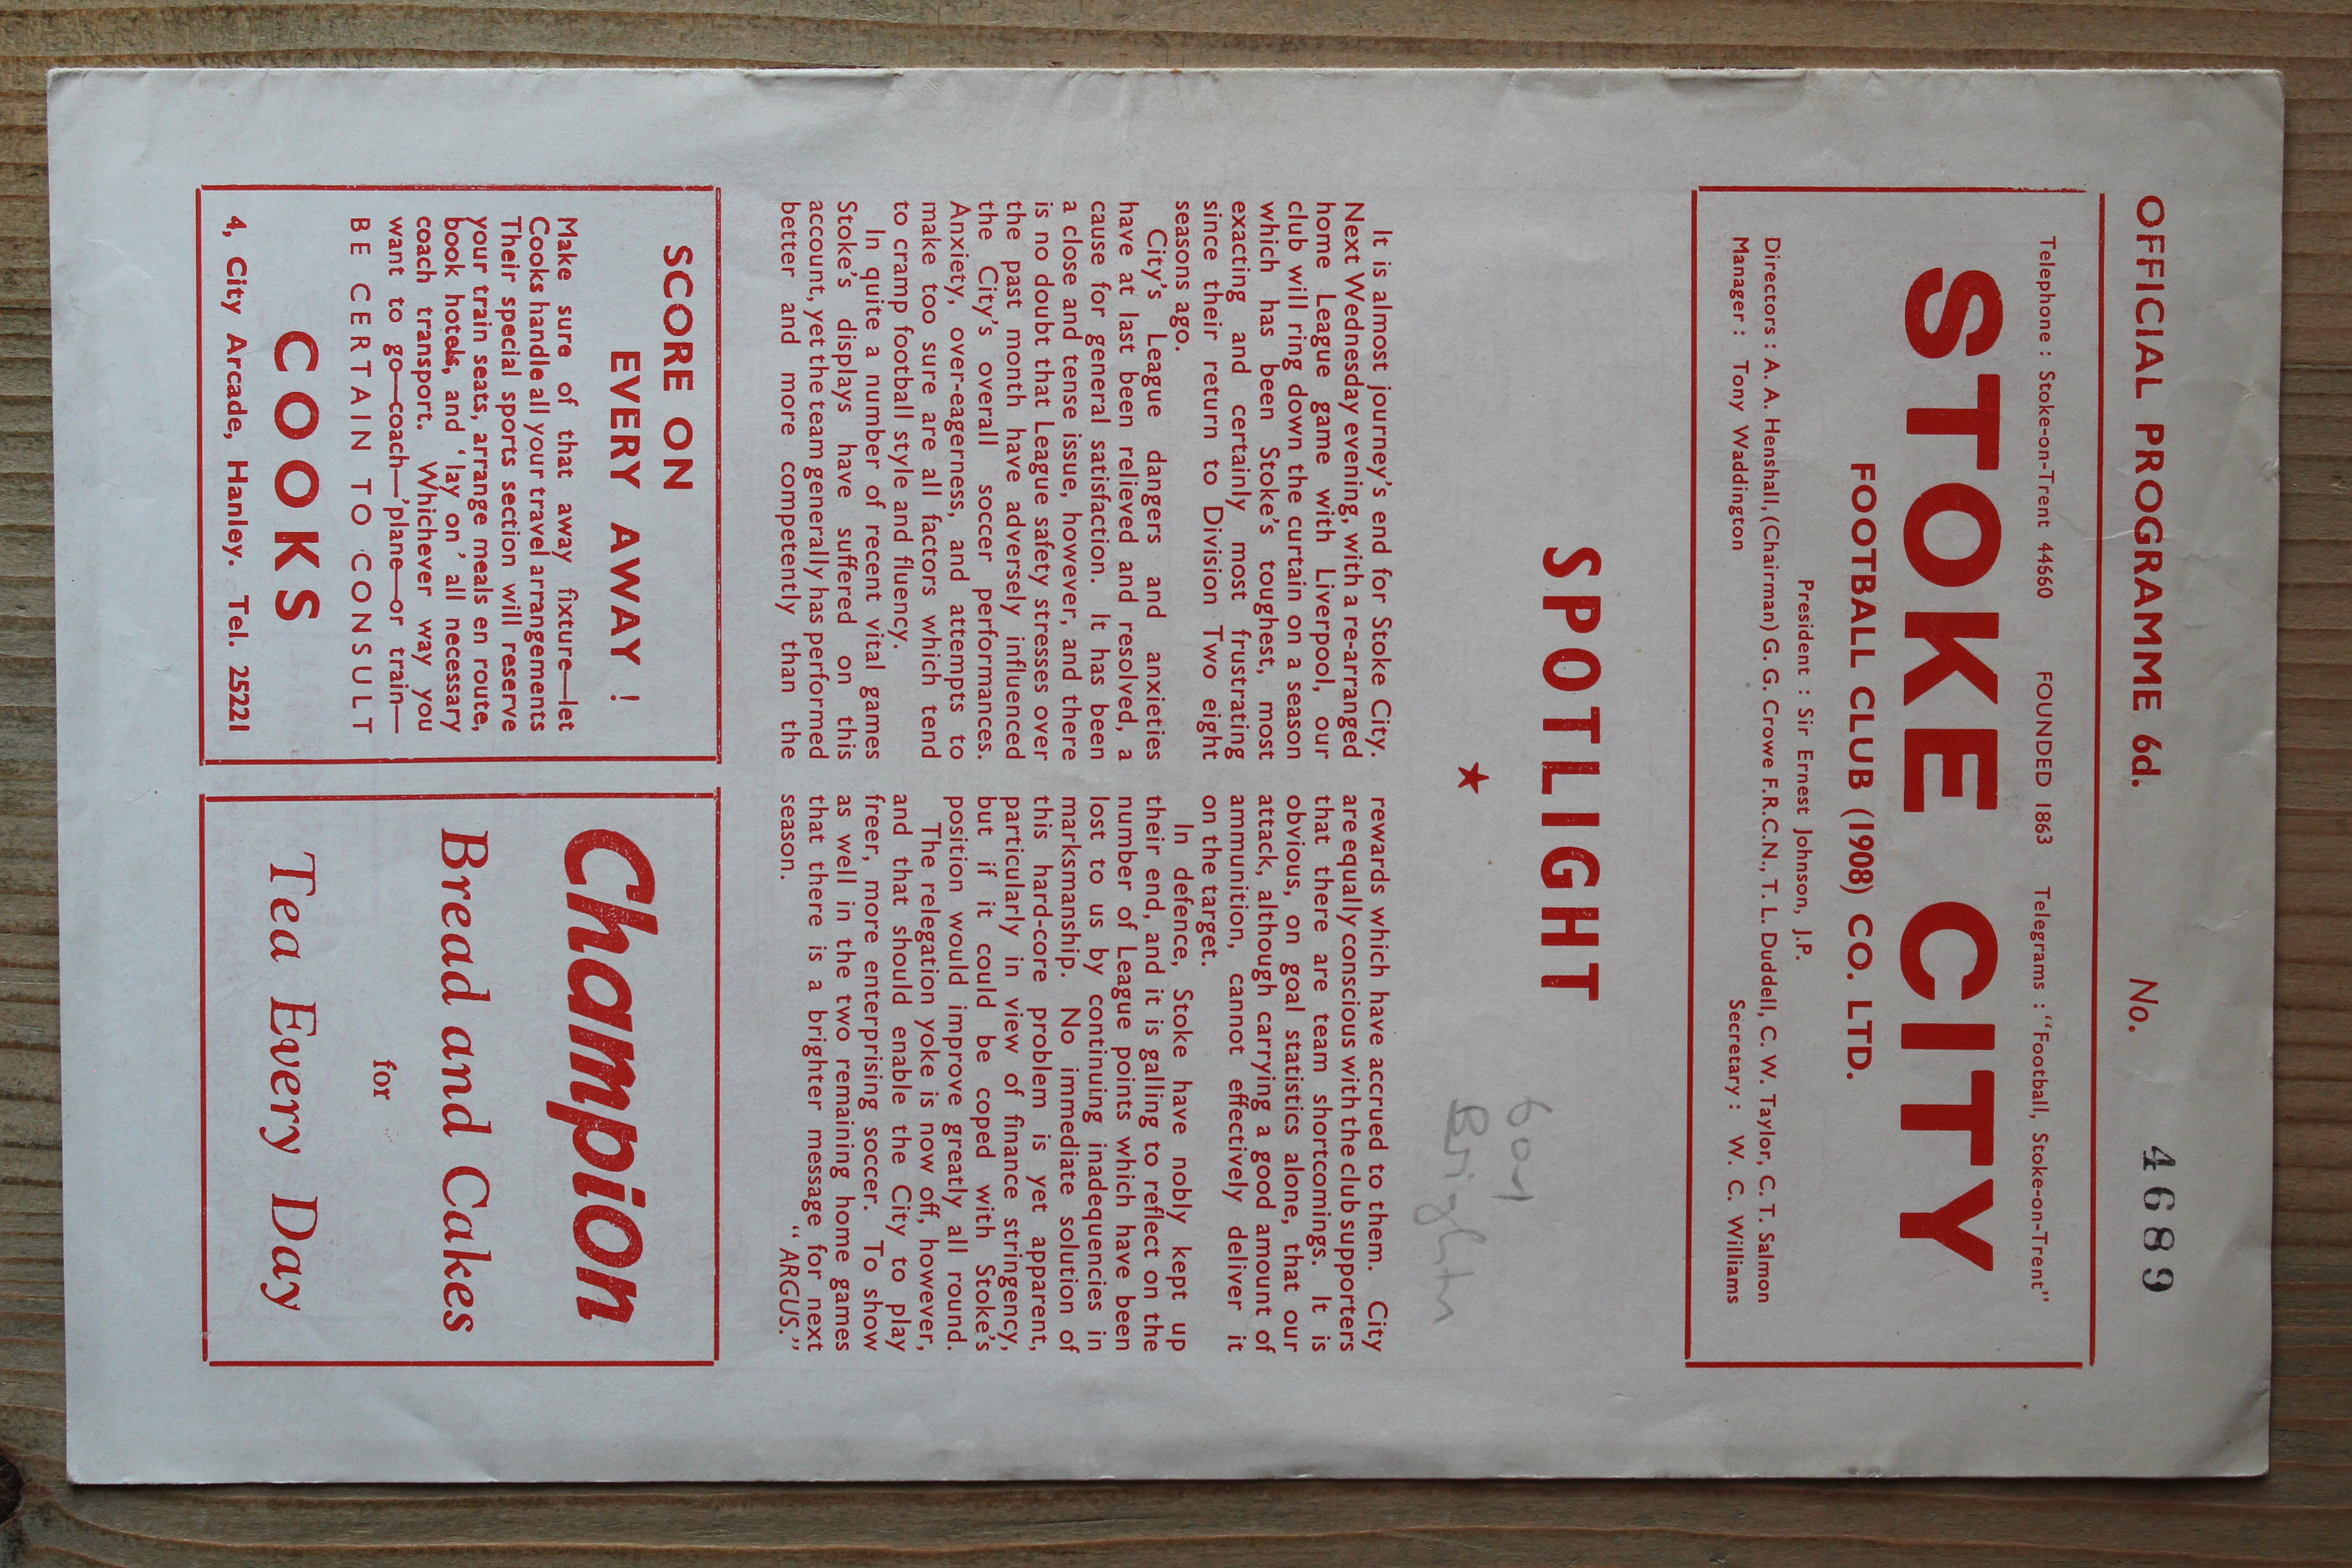 OFFICIAL PROGRAMME 6d. No. 4689
Telephone : Stoke-on-Trent 44660 FOUNDED 1863 Telegrams : "Football, Stoke-on-Trent"
STOKE CITY
FOOTBALL CLUB (1908) CO. LTD.
President : Sir Ernest Johnson, J.P.
Directors : A. A. Henshall, (Chairman) G. G. Crowe F.R.C.N., T. L. Duddell, C. W. Taylor, C. T. Salmon
Manager : Tony Waddington Secretary : W. C. Williams
SPOTLIGHT
Bright
It is almost journey's end for Stoke City.
Next Wednesday evening, with a re-arranged
home League game with Liverpool, our
club will ring down the curtain on a season
which has been Stoke's toughest, most
exacting and certainly most frustrating
since their return to Division Two eight
seasons ago.
City's League dangers and anxieties
have at last been relieved and resolved, a
cause for general satisfaction. It has been
a close and tense issue, however, and there
is no doubt that League safety stresses over
the past month have adversely influenced
the City's overall soccer performances.
Anxiety, over-eagerness, and attempts to
make too sure are all factors which tend
to cramp football style and fluency.
In quite a number of recent vital games
Stoke's displays have suffered on this
account, yet the team generally has performed
better and more competently than the
rewards which have accrued to them. City
are equally conscious with the club supporters
that there are team shortcomings. It is
obvious, on goal statistics alone, that our
attack, although carrying a good amount of
ammunition, cannot effectively deliver it
on the target.
In defence, Stoke have nobly kept up
their end, and it is galling to reflect on the
number of League points which have been
lost to us by continuing inadequencies in
marksmanship. No immediate solution of
this hard-core problem is yet apparent,
particularly in view of finance stringency,
but if it could be coped with Stoke's
position would improve greatly all round.
The relegation yoke is now off, however,
and that should enable the City to play
freer, more enterprising soccer. To show
as well in the two remaining home games
that there is a brighter message for next
season. "ARGUS."
SCORE ON
EVERY AWAY !
Make sure of that away fixture—let
Cooks handle all your travel arrangements
Their special sports section will reserve
your train seats, arrange meals en route,
book hotels, and 'lay on' all necessary
coach transport. Whichever way you
want to go—coach—'plane—or train—
BE CERTAIN TO CONSULT
COOKS
4, City Arcade, Hanley. Tel. 25221
Champion
Bread and Cakes
for
Tea Every Day